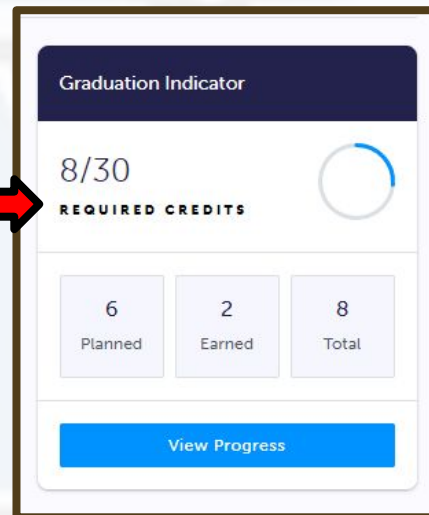 Graduation Indicator
8/30
REQUIRED CREDITS
6 2 8
Planned Earned Total
View Progress